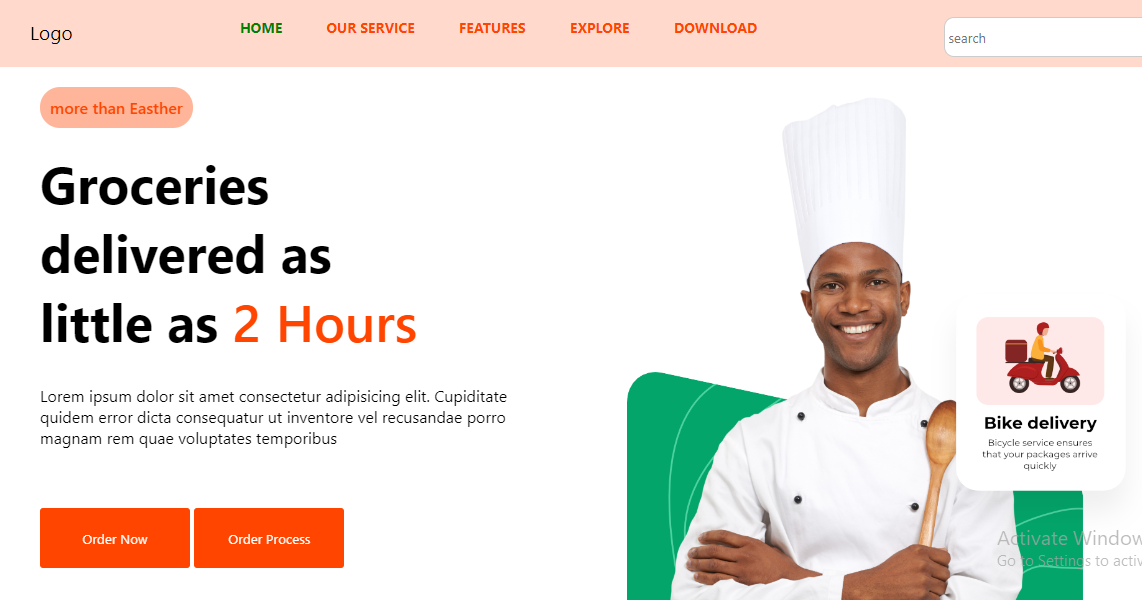 Logo
HOME OUR SERVICE FEATURES EXPLORE DOWNLOAD
search
more than Easther
Groceries
delivered as
little as 2 Hours
Lorem ipsum dolor sit amet consectetur adipisicing elit. Cupiditate
quidem error dicta consequatur ut inventore vel recusandae porro
magnam rem quae voluptates temporibus
Order Now
Order Process
Bike delivery
Bicycle service ensures
that your packages arrive
quickly
Activate Window
Go to Settings to activ